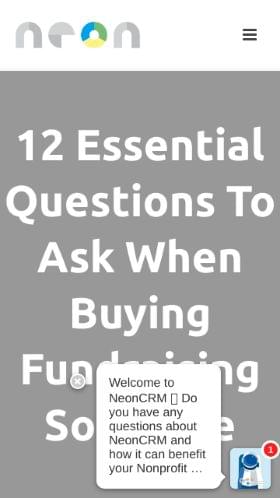 neon
12 Essential
Questions To
Ask When
Buying
Fundraising
So e
Welcome to
NeonCRM ▯ Do
you have any
questions about
NeonCRM and
how it can benefit
your Nonprofit ...
1